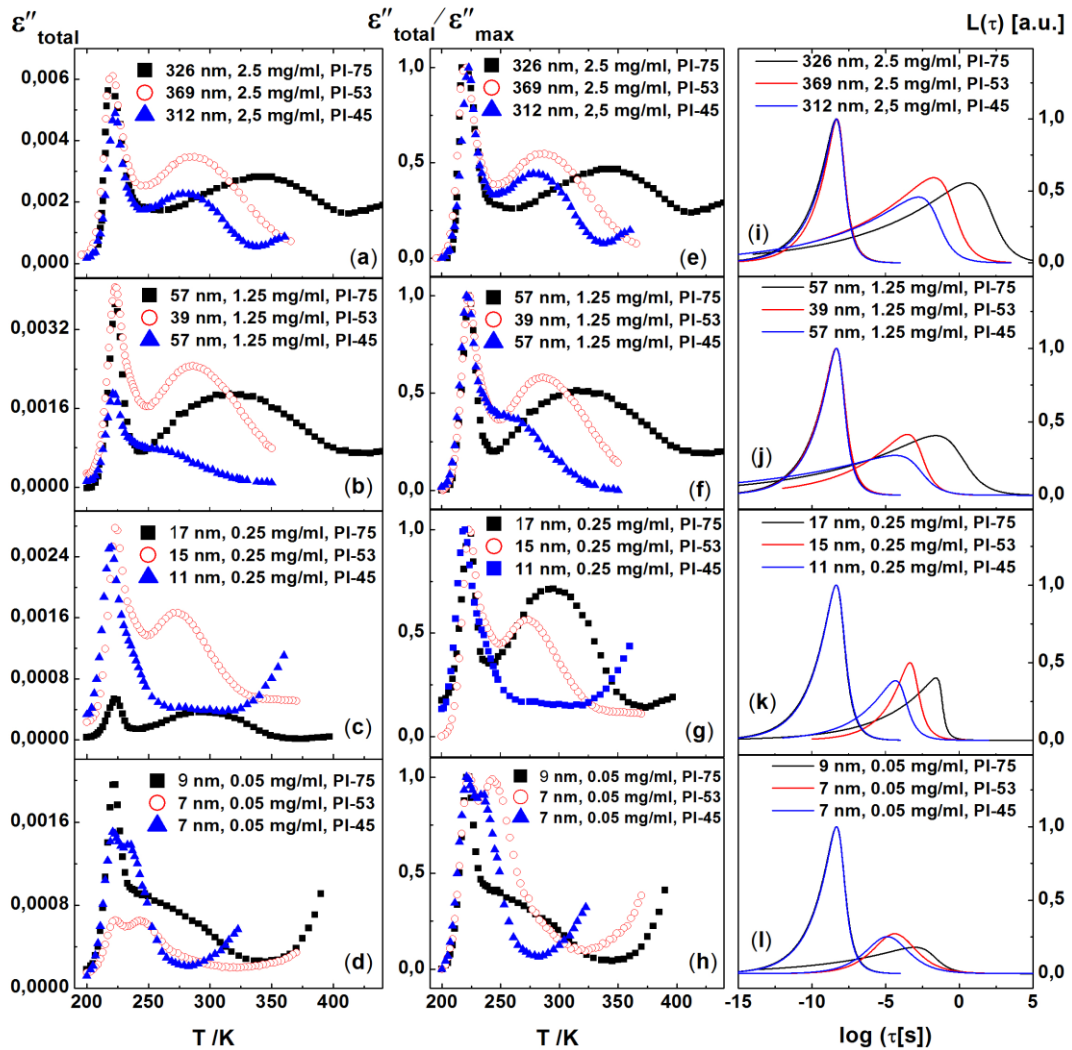 ε″total
ε″total / ε″max
L(τ) [a.u.]
0,006
0,004
0,002
0,000
326 nm, 2.5 mg/ml, PI-75
369 nm, 2.5 mg/ml, PI-53
312 nm, 2,5 mg/ml, PI-45
(a)
1,0
0,5
0,0
326 nm, 2.5 mg/ml, PI-75
369 nm, 2.5 mg/ml, PI-53
312 nm, 2,5 mg/ml, PI-45
(e)
326 nm, 2.5 mg/ml, PI-75
369 nm, 2.5 mg/ml, PI-53
312 nm, 2,5 mg/ml, PI-45
1,0
0,5
0,0
(i)
0,0032
0,0016
0,0000
57 nm, 1.25 mg/ml, PI-75
39 nm, 1.25 mg/ml, PI-53
57 nm, 1.25 mg/ml, PI-45
(b)
1,0
0,5
0,0
57 nm, 1.25 mg/ml, PI-75
39 nm, 1.25 mg/ml, PI-53
57 nm, 1.25 mg/ml, PI-45
(f)
57 nm, 1.25 mg/ml, PI-75
39 nm, 1.25 mg/ml, PI-53
57 nm, 1.25 mg/ml, PI-45
1,0
0,5
0,0
(j)
0,0024
0,0016
0,0008
0,0000
17 nm, 0.25 mg/ml, PI-75
15 nm, 0.25 mg/ml, PI-53
11 nm, 0.25 mg/ml, PI-45
(c)
1,0
0,5
0,0
17 nm, 0.25 mg/ml, PI-75
15 nm, 0.25 mg/ml, PI-53
11 nm, 0.25 mg/ml, PI-45
(g)
17 nm, 0.25 mg/ml, PI-75
15 nm, 0.25 mg/ml, PI-53
11 nm, 0.25 mg/ml, PI-45
1,0
0,5
0,0
(k)
0,0016
0,0008
0,0000
9 nm, 0.05 mg/ml, PI-75
7 nm, 0.05 mg/ml, PI-53
7 nm, 0.05 mg/ml, PI-45
(d)
200 250 300 350 400
T /K
1,0
0,5
0,0
9 nm, 0.05 mg/ml, PI-75
7 nm, 0.05 mg/ml, PI-53
7 nm, 0.05 mg/ml, PI-45
(h)
200 250 300 350 400
T /K
9 nm, 0.05 mg/ml, PI-75
7 nm, 0.05 mg/ml, PI-53
7 nm, 0.05 mg/ml, PI-45
1,0
0,5
0,0
(l)
-15 -10 -5 0 5
log (τ[s])